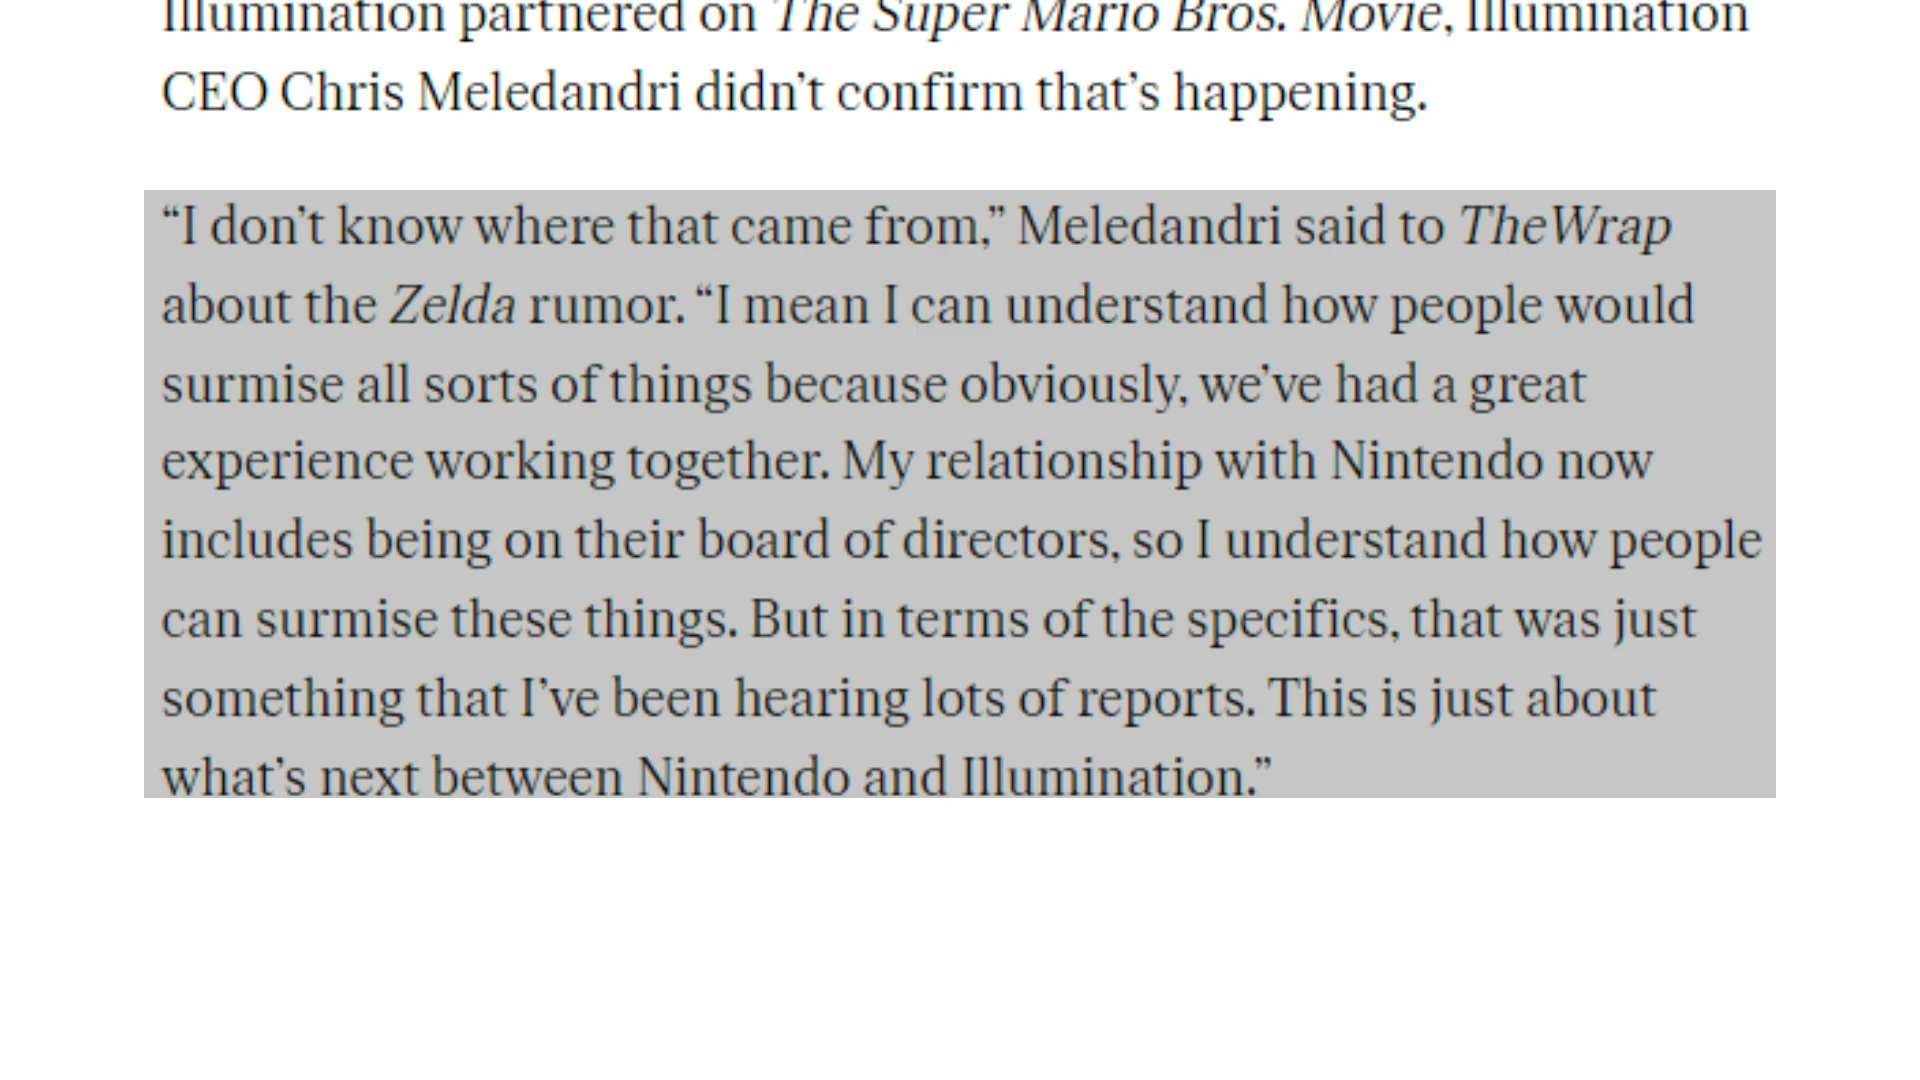 Illumination partnered on The Super Mario Bros. Movie, Illumination
CEO Chris Meledandri didn’t confirm that’s happening.
“I don’t know where that came from,” Meledandri said to TheWrap
about the Zelda rumor. “I mean I can understand how people would
surmise all sorts of things because obviously, we’ve had a great
experience working together. My relationship with Nintendo now
includes being on their board of directors, so I understand how people
can surmise these things. But in terms of the specifics, that was just
something that I’ve been hearing lots of reports. This is just about
what’s next between Nintendo and Illumination.”